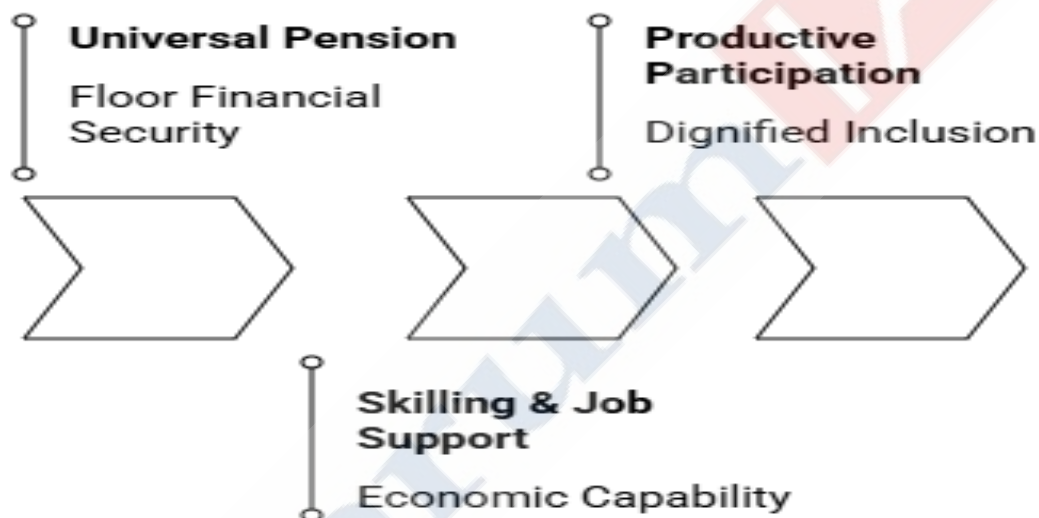 Universal Pension
Floor Financial
Security
Productive
Participation
Dignified Inclusion
Skilling & Job
Support
Economic Capability